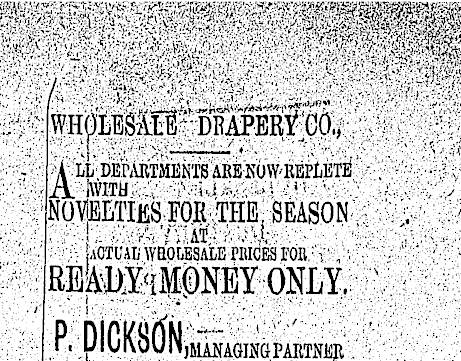 WHOLESALE DRAPERY CO.,
ALL DEPARTMENTS ARE NOW REPLETE
WITH
NOVELTIES FOR THE SEASON
AT
ACTUAL WHOLESALE PRICES FOR
READY MONEY ONLY.
P. DICKSON, MANAGING PARTNER